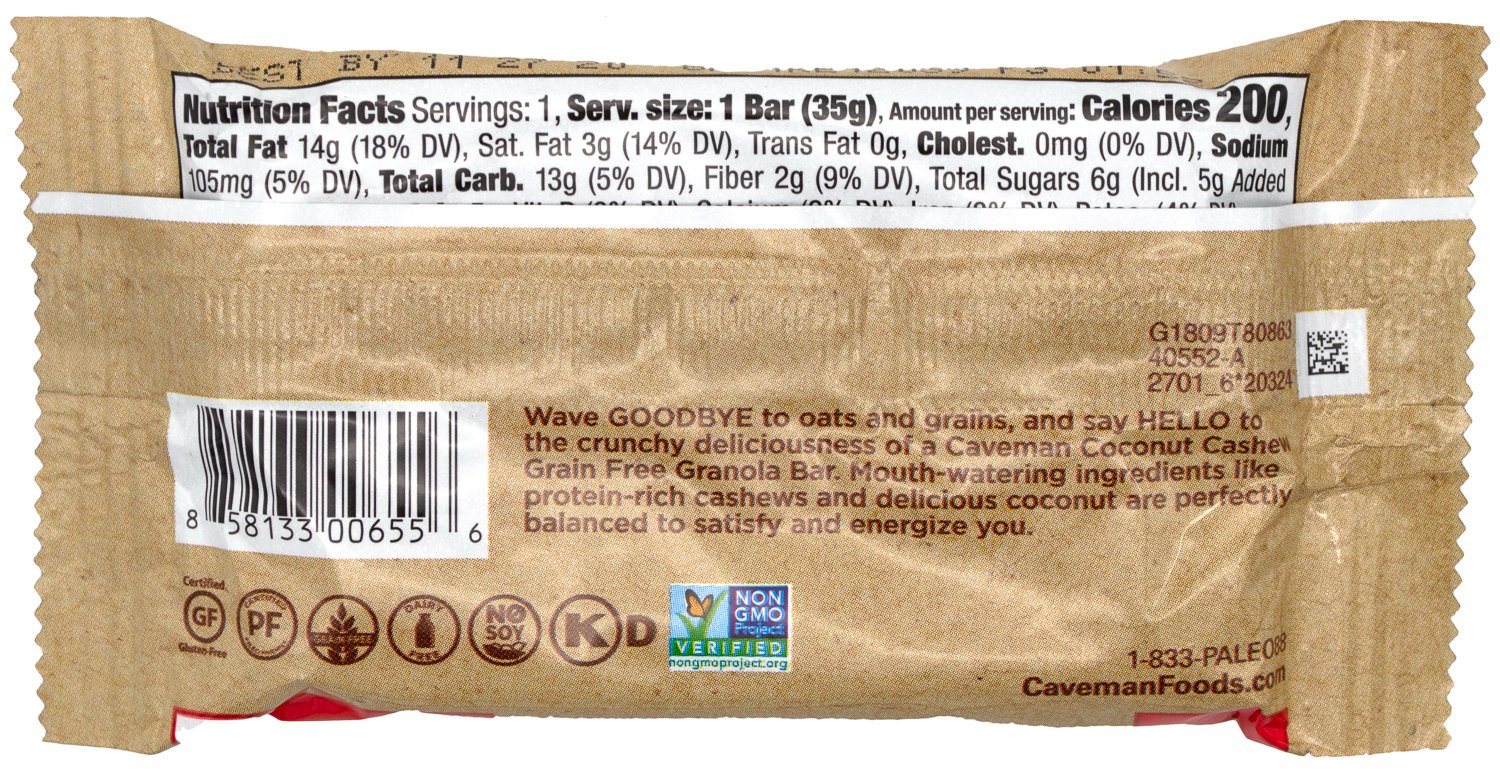 BEST BY 11 27 20
Nutrition Facts Servings: 1, Serv. size: 1 Bar (35g), Amount per serving: Calories 200,
Total Fat 14g (18% DV), Sat. Fat 3g (14% DV), Trans Fat 0g, Cholest. 0mg (0% DV), Sodium
105mg (5% DV), Total Carb. 13g (5% DV), Fiber 2g (9% DV), Total Sugars 6g (Incl. 5g Added
G1809T80863
40552-A
2701_6*20324
Wave GOODBYE to oats and grains, and say HELLO to
the crunchy deliciousness of a Caveman Coconut Cashew
Grain Free Granola Bar. Mouth-watering ingredients like
protein-rich cashews and delicious coconut are perfectly
balanced to satisfy and energize you.
8 58133 00655 6
Certified
GF
Gluten-Free
CERTIFIED
PF
GRAIN FREE
DAIRY
FREE
NO
SOY
K D
NON
GMO
Project
VERIFIED
nongmoproject.org
1-833-PALEO88
CavemanFoods.com